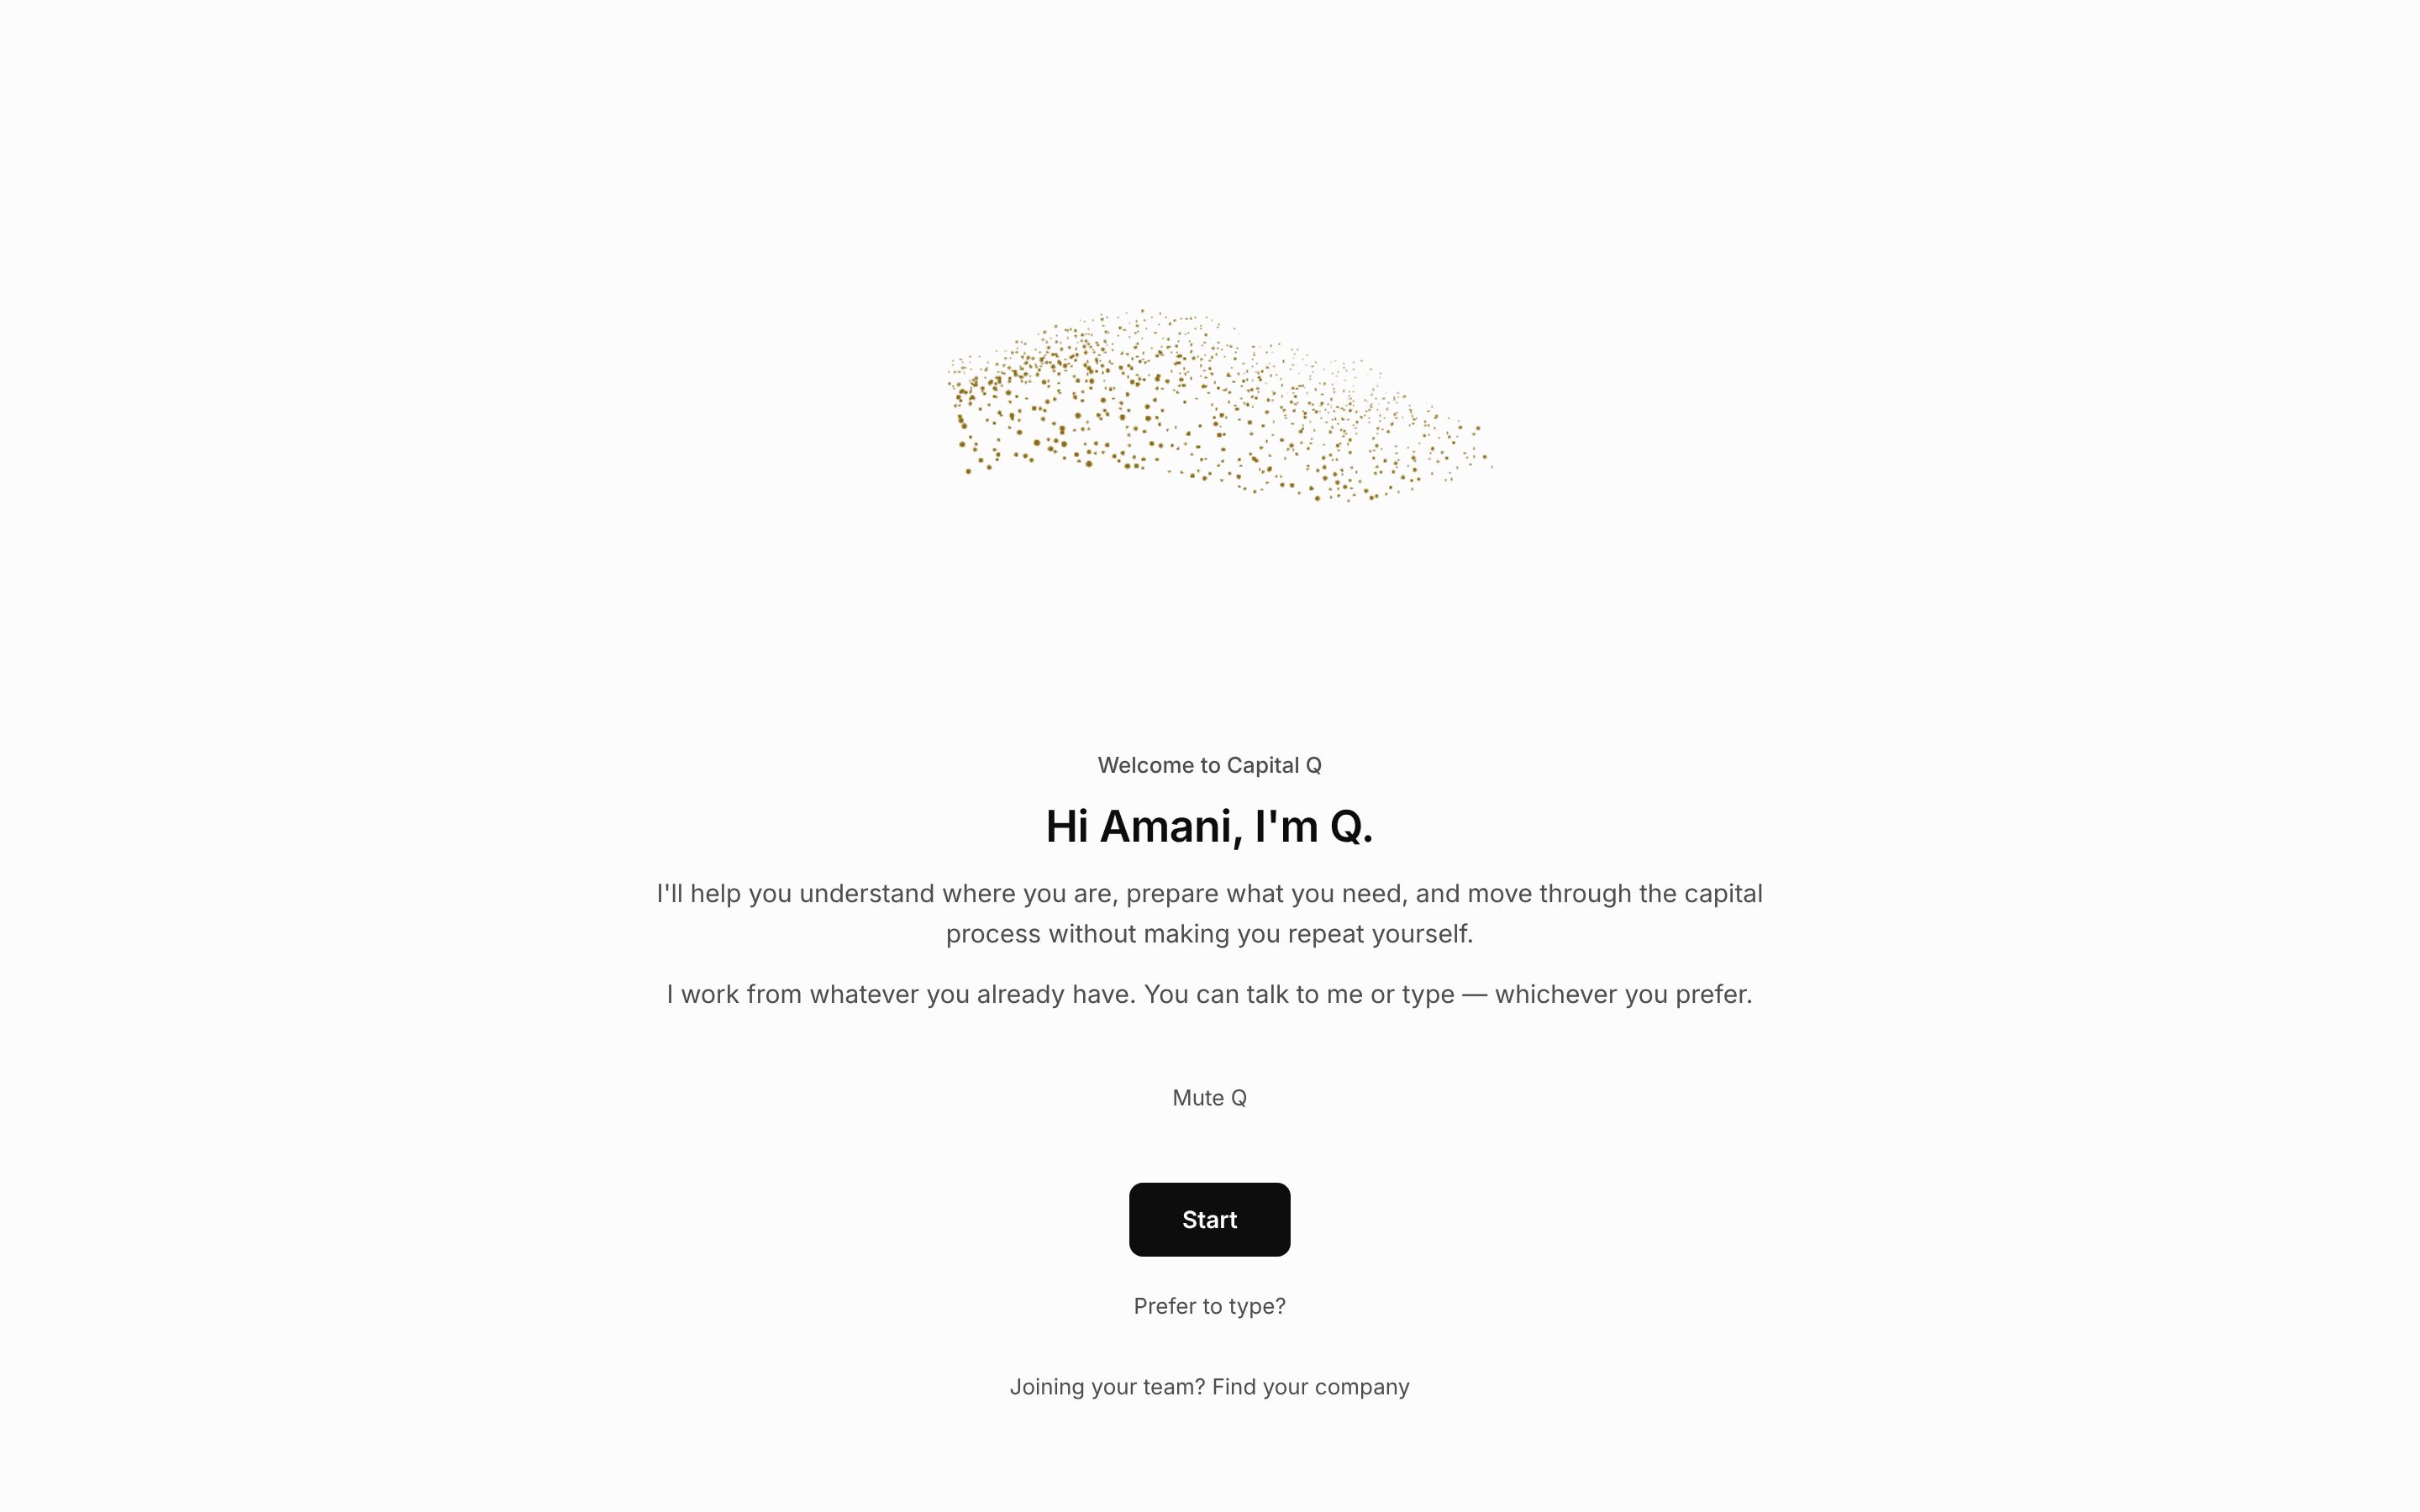 Welcome to Capital Q
Hi Amani, I'm Q.
I'll help you understand where you are, prepare what you need, and move through the capital
process without making you repeat yourself.
I work from whatever you already have. You can talk to me or type — whichever you prefer.
Mute Q
Start
Prefer to type?
Joining your team? Find your company